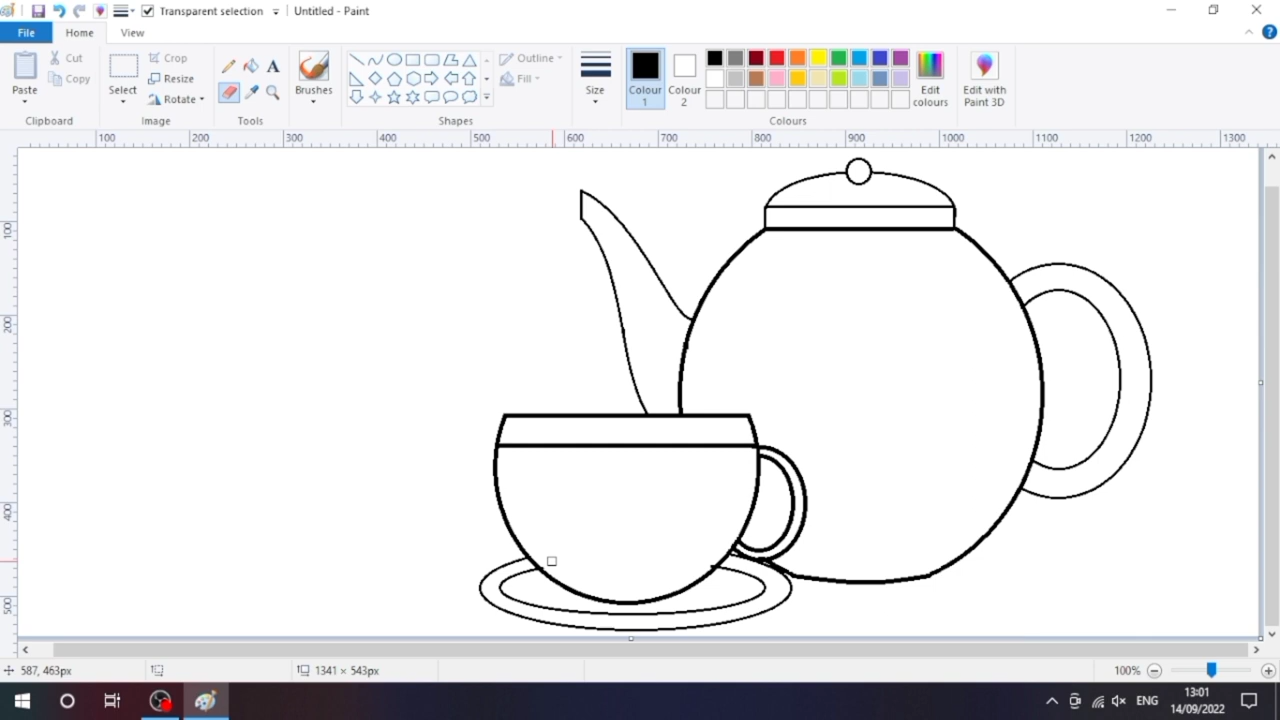 Transparent selection
Untitled - Paint
File
Home
View
Paste
Cut
Copy
Clipboard
Select
Crop
Resize
Rotate
Image
A
Tools
Brushes
Outline
Fill
Shapes
Size
Colour 1
Colour 2
Edit colours
Colours
Edit with Paint 3D
100 200 300 400 500 600 700 800 900 1000 1100 1200 1300
100
200
300
400
500
587, 463px
1341 × 543px
100%
ENG
13:01
14/09/2022